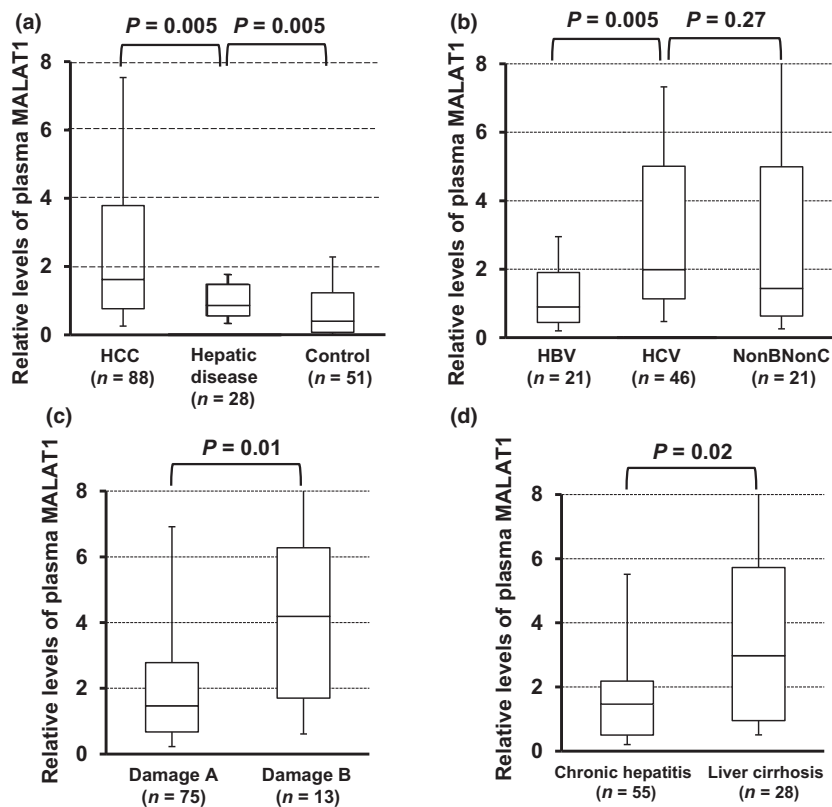 (a)
P = 0.005 P = 0.005
Relative levels of plasma MALAT1
8
6
4
2
0
HCC Hepatic disease Control
(n = 88) (n = 28) (n = 51)
(b)
P = 0.005 P = 0.27
Relative levels of plasma MALAT1
8
6
4
2
0
HBV HCV NonBNonC
(n = 21) (n = 46) (n = 21)
(c)
P = 0.01
Relative levels of plasma MALAT1
8
6
4
2
0
Damage A Damage B
(n = 75) (n = 13)
(d)
P = 0.02
Relative levels of plasma MALAT1
8
6
4
2
0
Chronic hepatitis Liver cirrhosis
(n = 55) (n = 28)